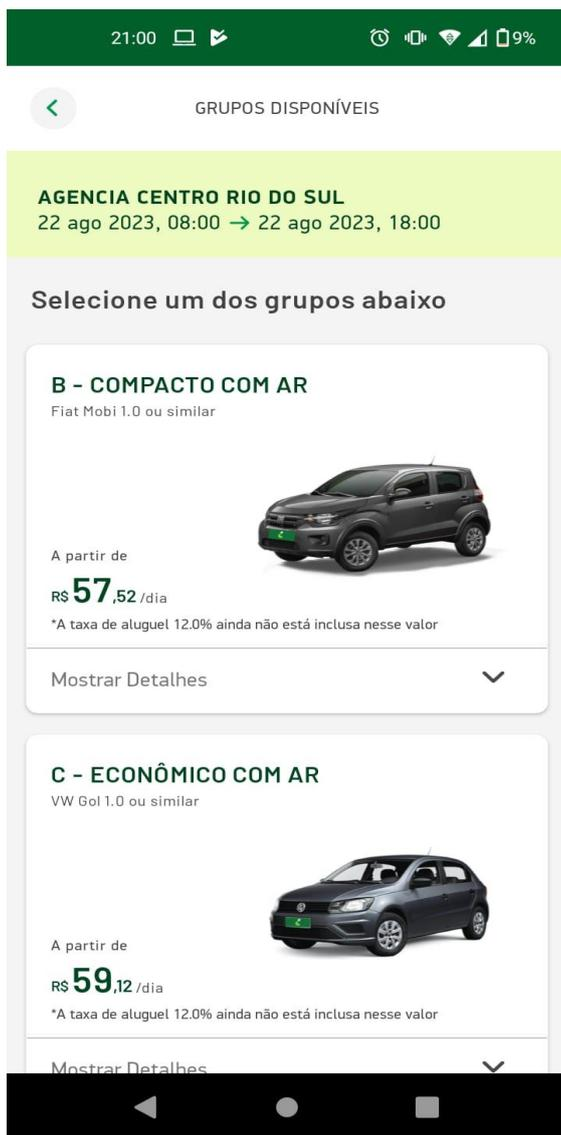 21:00 9%
GRUPOS DISPONÍVEIS
AGENCIA CENTRO RIO DO SUL
22 ago 2023, 08:00 → 22 ago 2023, 18:00
Selecione um dos grupos abaixo
B - COMPACTO COM AR
Fiat Mobi 1.0 ou similar
A partir de
R$ 57,52 /dia
*A taxa de aluguel 12.0% ainda não está inclusa nesse valor
Mostrar Detalhes
C - ECONÔMICO COM AR
VW Gol 1.0 ou similar
A partir de
R$ 59,12 /dia
*A taxa de aluguel 12.0% ainda não está inclusa nesse valor
Mostrar Detalhes